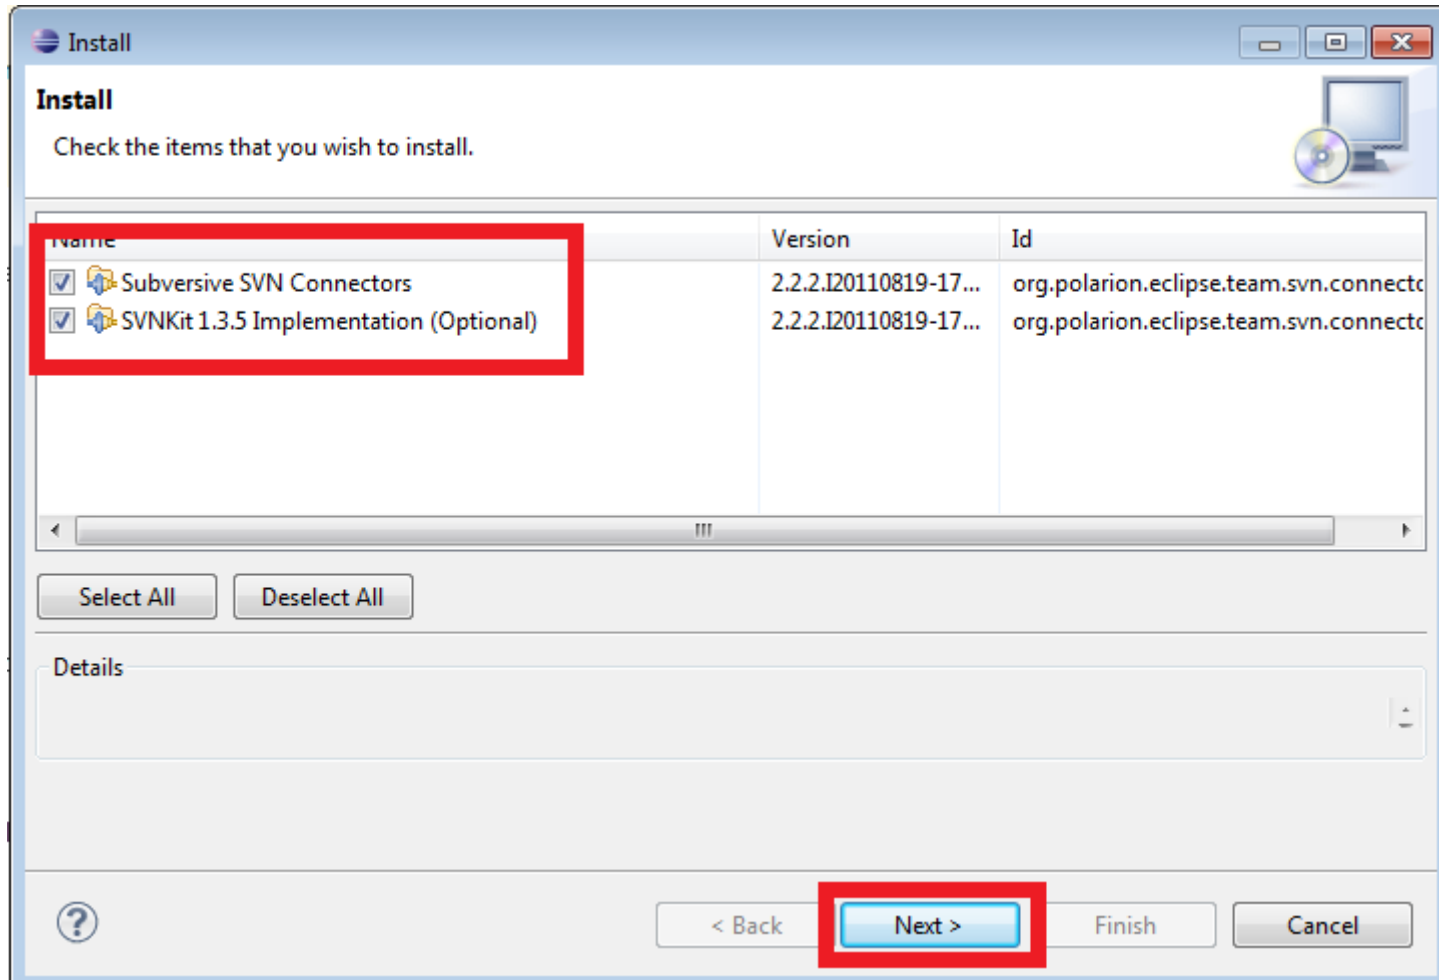 Install
Install
Check the items that you wish to install.
Name Version Id
Subversive SVN Connectors 2.2.2.I20110819-17... org.polarion.eclipse.team.svn.connectc
SVNKit 1.3.5 Implementation (Optional) 2.2.2.I20110819-17... org.polarion.eclipse.team.svn.connectc
Select All Deselect All
Details
< Back Next > Finish Cancel